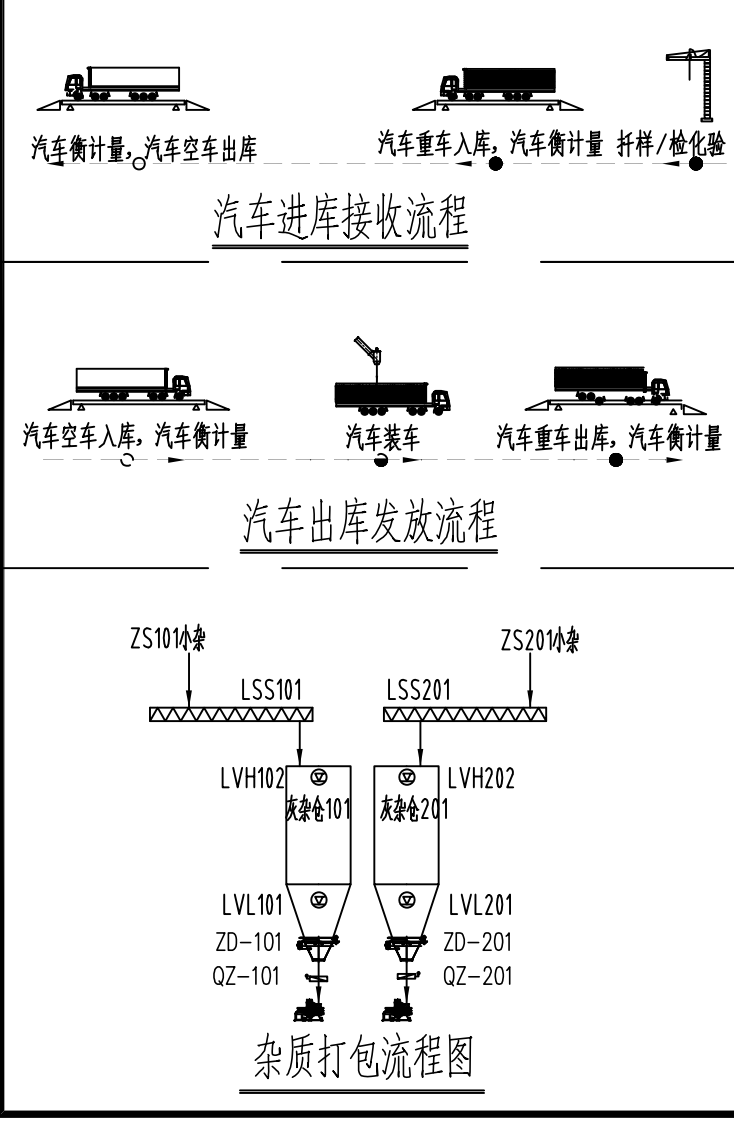 汽车衡计量，汽车空车出库
汽车重车入库，汽车衡计量
扦样/检化验
汽车进库接收流程
汽车空车入库，汽车衡计量
汽车装车
汽车重车出库，汽车衡计量
汽车出库发放流程
ZS101小杂
ZS201小杂
LSS101
LSS201
LVH102
LVH202
灰杂仓101
灰杂仓201
LVL101
LVL201
ZD-101
ZD-201
QZ-101
QZ-201
杂质打包流程图